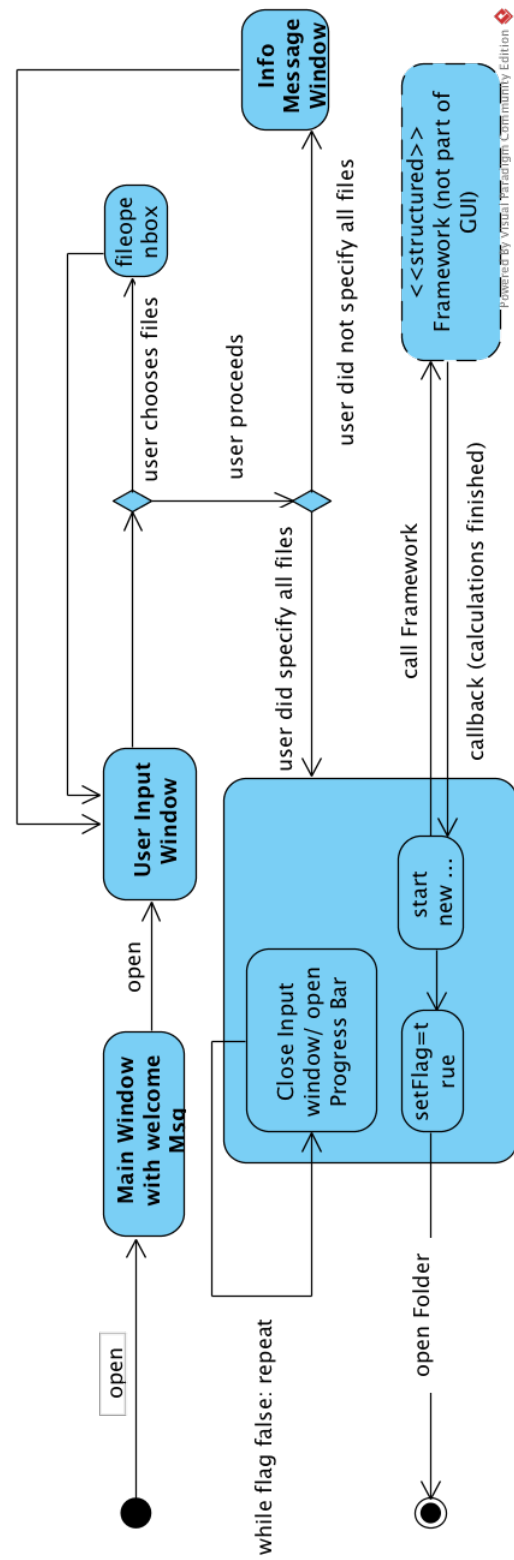 open
Main Window
with welcome
Msg
open
User Input
Window
user chooses files
fileope
nbox
user proceeds
user did specify all files
user did not specify all files
Info
Message
Window
Close Input
window/ open
Progress Bar
while flag false: repeat
start
new ...
setFlag=t
rue
call Framework
callback (calculations finished)
<<structured>>
Framework (not part of
GUI)
open Folder
Powered By Visual Paradigm Community Edition